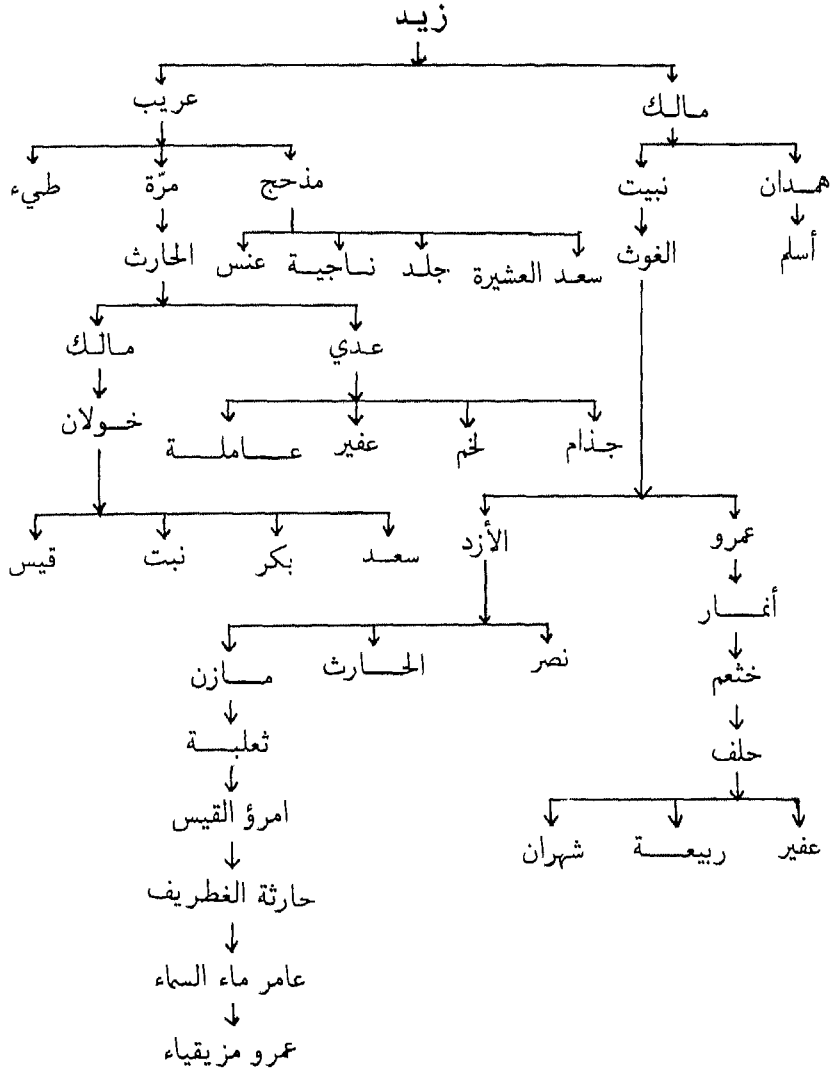 زيد
مالك عريب
همدان نبيت مذحج مرّة طيء
أسلم الغوث سعد العشيرة جلد ناجية عنس الحارث
عدي مالك
خولان
جذام لخم عفير عاملة
عمرو الأزد سعد بكر نبت قيس
أنمار
نصر الحارث مازن
خثعم
ثعلبة
حلف
امرؤ القيس
عفير ربيعة شهران
حارثة الغطريف
عامر ماء السماء
عمرو مزيقياء